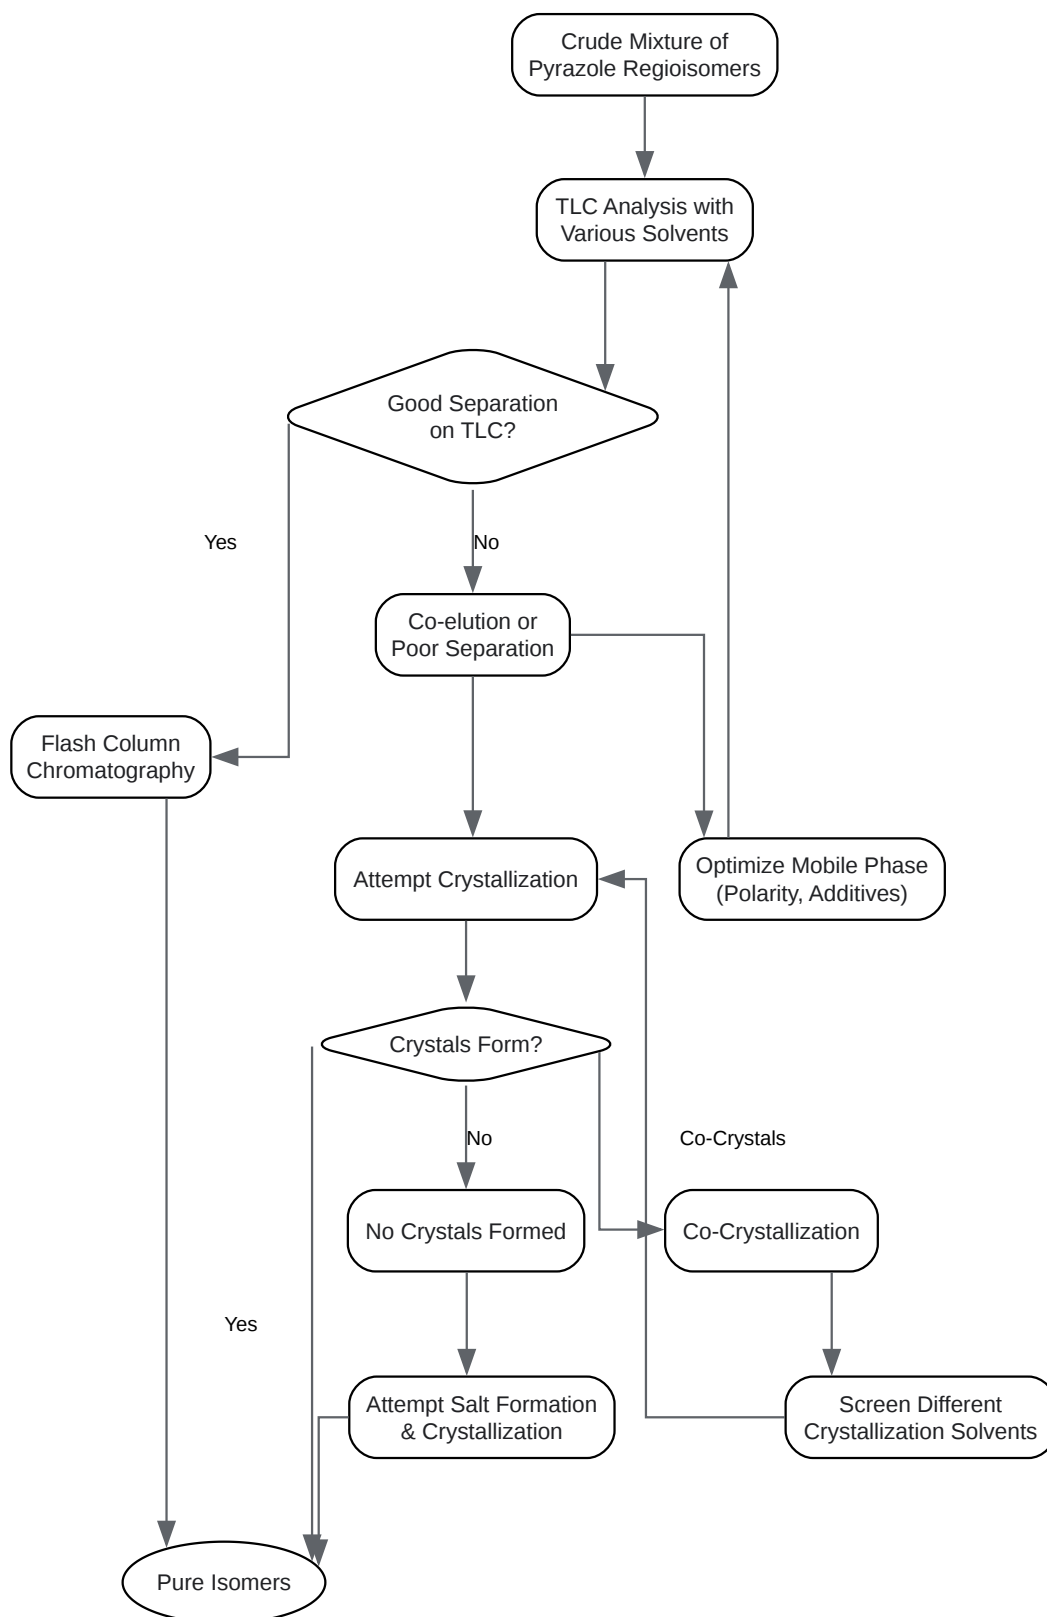 Crude Mixture of
Pyrazole Regioisomers
TLC Analysis with
Various Solvents
Good Separation
on TLC?
Yes
No
Co-elution or
Poor Separation
Flash Column
Chromatography
Attempt Crystallization
Optimize Mobile Phase
(Polarity, Additives)
Crystals Form?
No
Co-Crystals
No Crystals Formed
Co-Crystallization
Yes
Attempt Salt Formation
& Crystallization
Screen Different
Crystallization Solvents
Pure Isomers